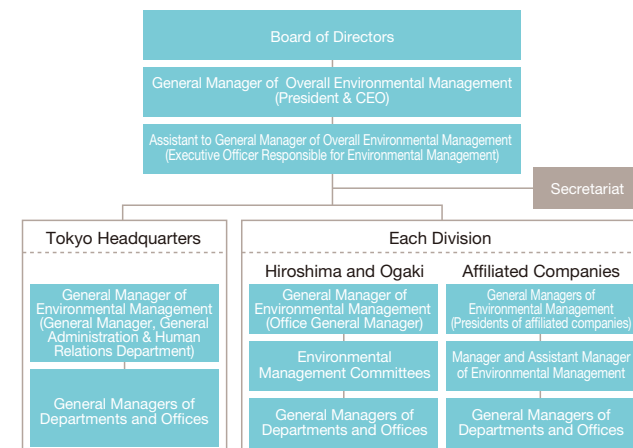 Board of Directors
General Manager of Overall Environmental Management
(President & CEO)
Assistant to General Manager of Overall Environmental Management
(Executive Officer Responsible for Environmental Management)
Secretariat
Tokyo Headquarters
General Manager of
Environmental Management
(General Manager, General
Administration & Human
Relations Department)
General Managers of
Departments and Offices
Each Division
Hiroshima and Ogaki
General Manager of
Environmental Management
(Office General Manager)
Environmental
Management Committees
General Managers of
Departments and Offices
Affiliated Companies
General Managers of
Environmental Management
(Presidents of affiliated companies)
Manager and Assistant Manager
of Environmental Management
General Managers of
Departments and Offices